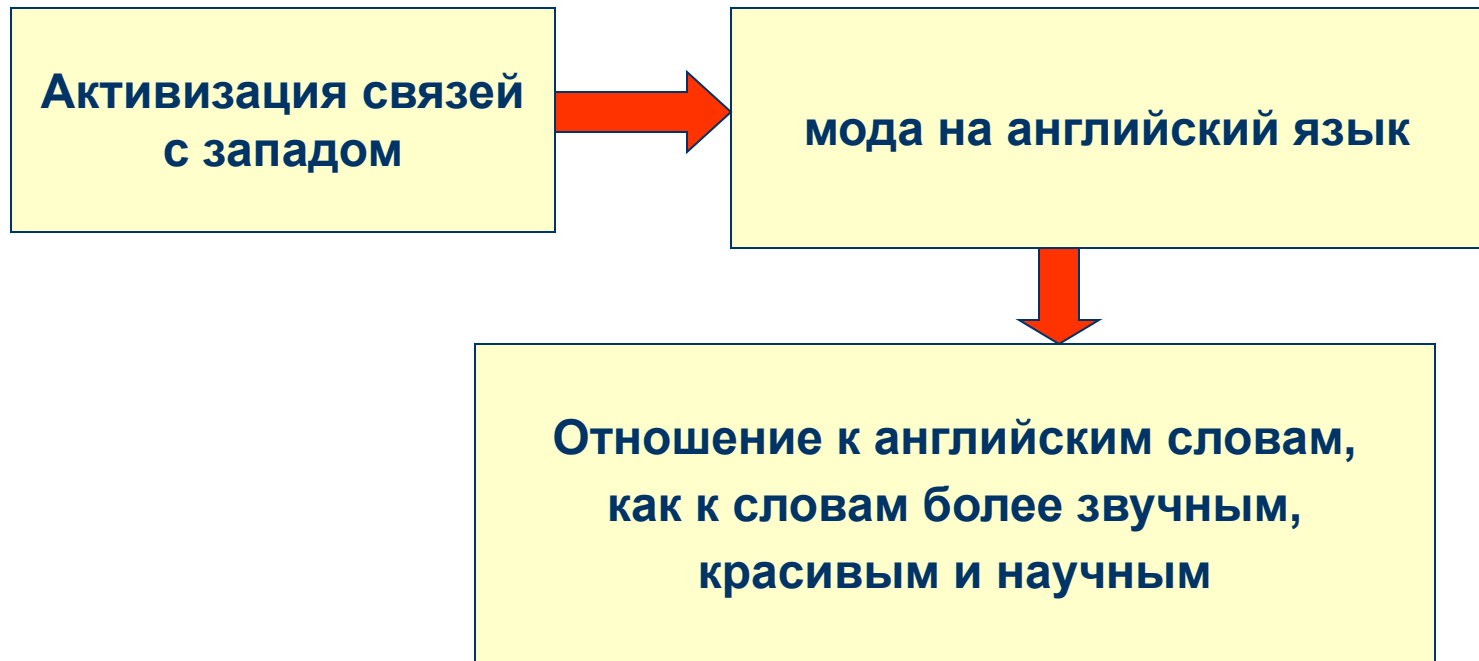 Активизация связей
с западом
мода на английский язык
Отношение к английским словам,
как к словам более звучным,
красивым и научным